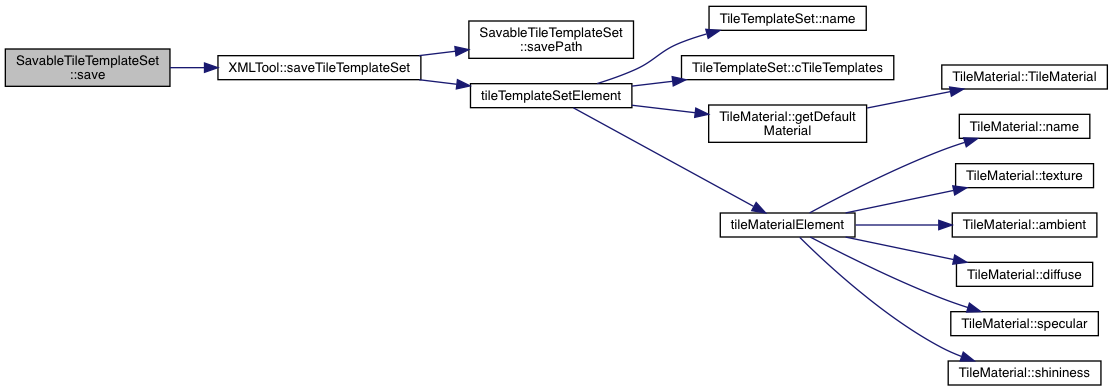 SavableTileTemplateSet
::save
XMLTool::saveTileTemplateSet
SavableTileTemplateSet
::savePath
tileTemplateSetElement
TileTemplateSet::name
TileTemplateSet::cTileTemplates
TileMaterial::getDefault
Material
tileMaterialElement
TileMaterial::TileMaterial
TileMaterial::name
TileMaterial::texture
TileMaterial::ambient
TileMaterial::diffuse
TileMaterial::specular
TileMaterial::shininess